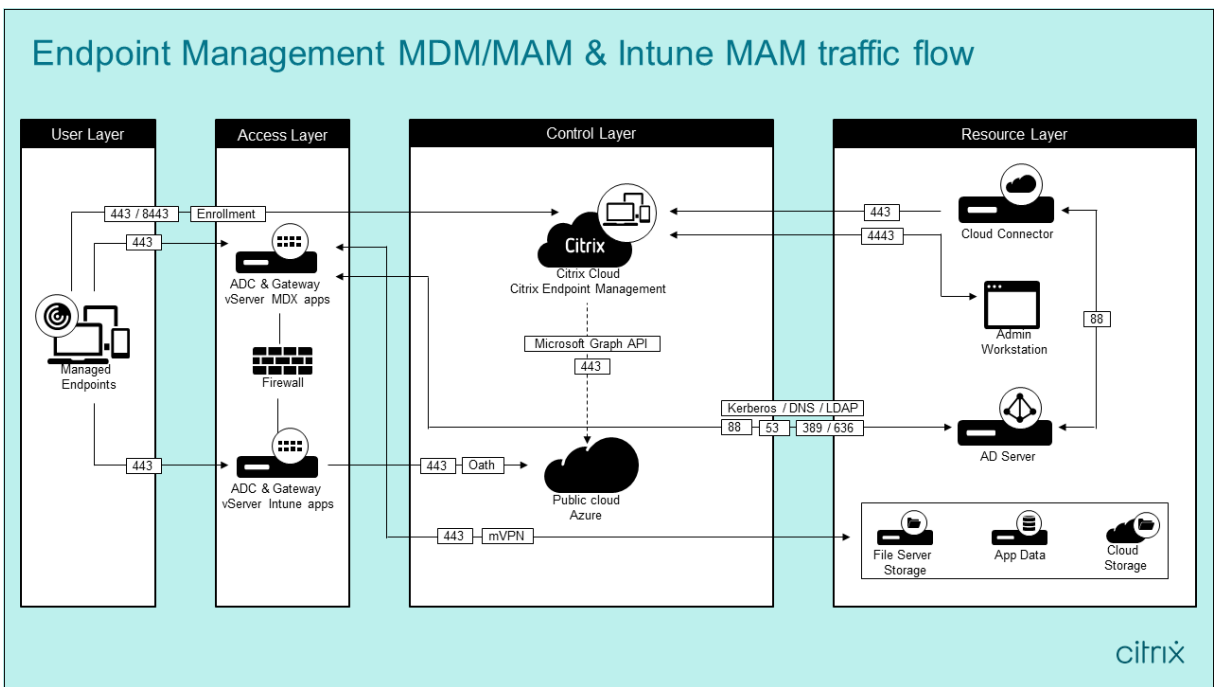 Endpoint Management MDM/MAM & Intune MAM traffic flow
User Layer
Access Layer
Control Layer
Resource Layer
443 / 8443
Enrollment
443
ADC & Gateway
vServer MDX apps
Managed
Endpoints
Firewall
443
ADC & Gateway
vServer Intune apps
Citrix
Citrix Cloud
Citrix Endpoint Management
Microsoft Graph API
443
443
Oath
Public cloud
Azure
443
mVPN
443
4443
Cloud Connector
Admin
Workstation
88
Kerberos / DNS / LDAP
88
53
389 / 636
AD Server
File Server
Storage
App Data
Cloud
Storage
citrix